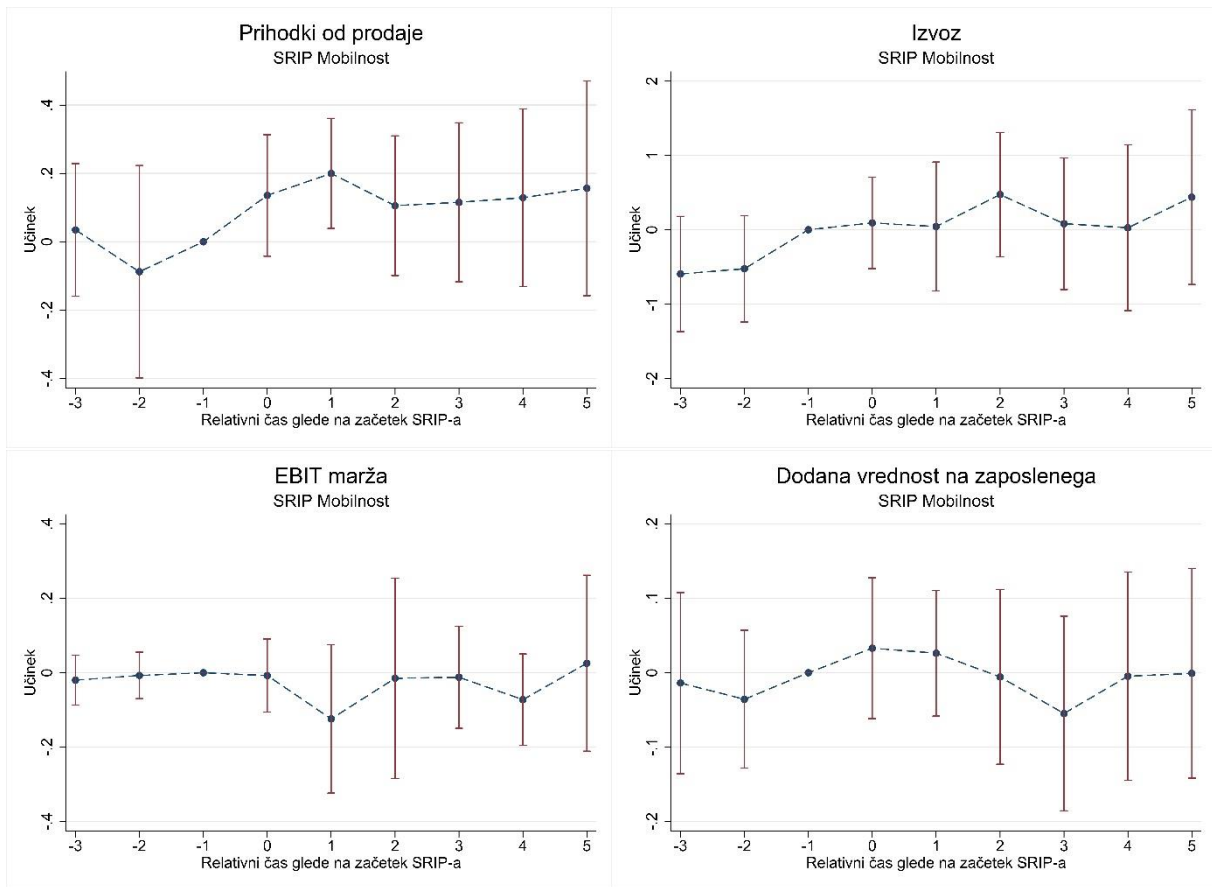 Prihodki od prodaje
SRIP Mobilnost
Učinek
.4
.2
0
-.2
-.4
-3 -2 -1 0 1 2 3 4 5
Relativni čas glede na začetek SRIP-a
Izvoz
SRIP Mobilnost
Učinek
2
1
0
-1
-2
-3 -2 -1 0 1 2 3 4 5
Relativni čas glede na začetek SRIP-a
EBIT marža
SRIP Mobilnost
Učinek
.4
.2
0
-.2
-.4
-3 -2 -1 0 1 2 3 4 5
Relativni čas glede na začetek SRIP-a
Dodana vrednost na zaposlenega
SRIP Mobilnost
Učinek
.2
.1
0
-.1
-.2
-3 -2 -1 0 1 2 3 4 5
Relativni čas glede na začetek SRIP-a